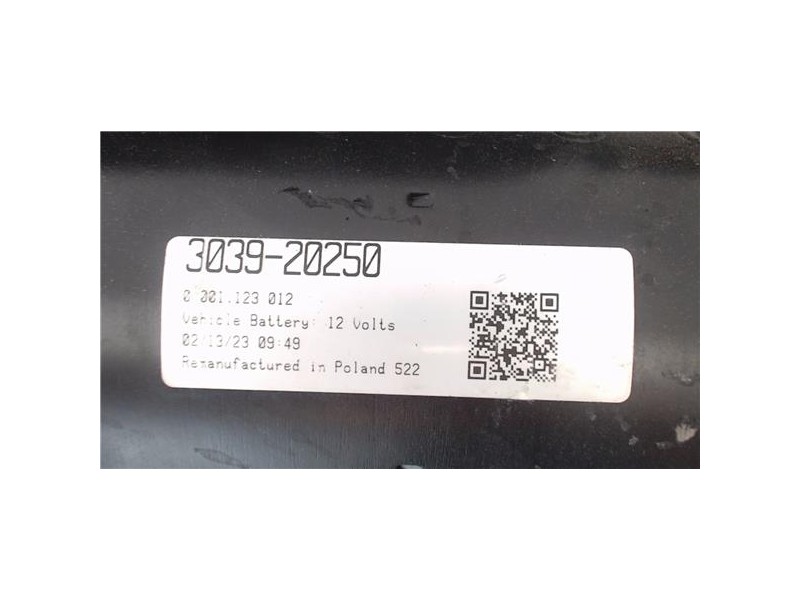 3039-20250
0 001.123 012
Vehicle Battery: 12 Volts
02/13/23 09:49
Remanufactured in Poland 522